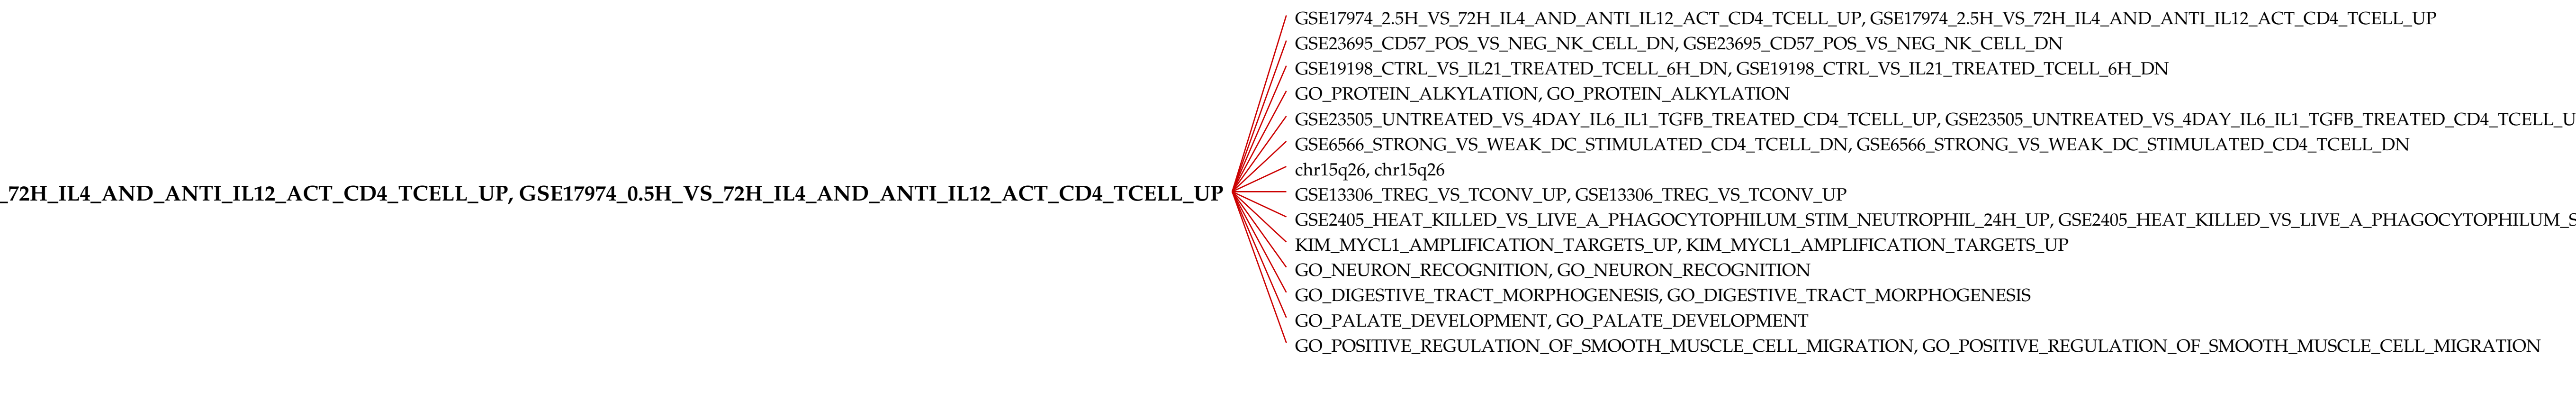 GSE17974_2.5H_VS_72H_IL4_AND_ANTI_IL12_ACT_CD4_TCELL_UP, GSE17974_2.5H_VS_72H_IL4_AND_ANTI_IL12_ACT_CD4_TCELL_UP
GSE23695_CD57_POS_VS_NEG_NK_CELL_DN, GSE23695_CD57_POS_VS_NEG_NK_CELL_DN
GSE19198_CTRL_VS_IL21_TREATED_TCELL_6H_DN, GSE19198_CTRL_VS_IL21_TREATED_TCELL_6H_DN
GO_PROTEIN_ALKYLATION, GO_PROTEIN_ALKYLATION
GSE23505_UNTREATED_VS_4DAY_IL6_IL1_TGFB_TREATED_CD4_TCELL_UP, GSE23505_UNTREATED_VS_4DAY_IL6_IL1_TGFB_TREATED_CD4_TCELL_U
GSE6566_STRONG_VS_WEAK_DC_STIMULATED_CD4_TCELL_DN, GSE6566_STRONG_VS_WEAK_DC_STIMULATED_CD4_TCELL_DN
chr15q26, chr15q26
_72H_IL4_AND_ANTI_IL12_ACT_CD4_TCELL_UP, GSE17974_0.5H_VS_72H_IL4_AND_ANTI_IL12_ACT_CD4_TCELL_UP
GSE13306_TREG_VS_TCONV_UP, GSE13306_TREG_VS_TCONV_UP
GSE2405_HEAT_KILLED_VS_LIVE_A_PHAGOCYTOPHILUM_STIM_NEUTROPHIL_24H_UP, GSE2405_HEAT_KILLED_VS_LIVE_A_PHAGOCYTOPHILUM_S
KIM_MYCL1_AMPLIFICATION_TARGETS_UP, KIM_MYCL1_AMPLIFICATION_TARGETS_UP
GO_NEURON_RECOGNITION, GO_NEURON_RECOGNITION
GO_DIGESTIVE_TRACT_MORPHOGENESIS, GO_DIGESTIVE_TRACT_MORPHOGENESIS
GO_PALATE_DEVELOPMENT, GO_PALATE_DEVELOPMENT
GO_POSITIVE_REGULATION_OF_SMOOTH_MUSCLE_CELL_MIGRATION, GO_POSITIVE_REGULATION_OF_SMOOTH_MUSCLE_CELL_MIGRATION